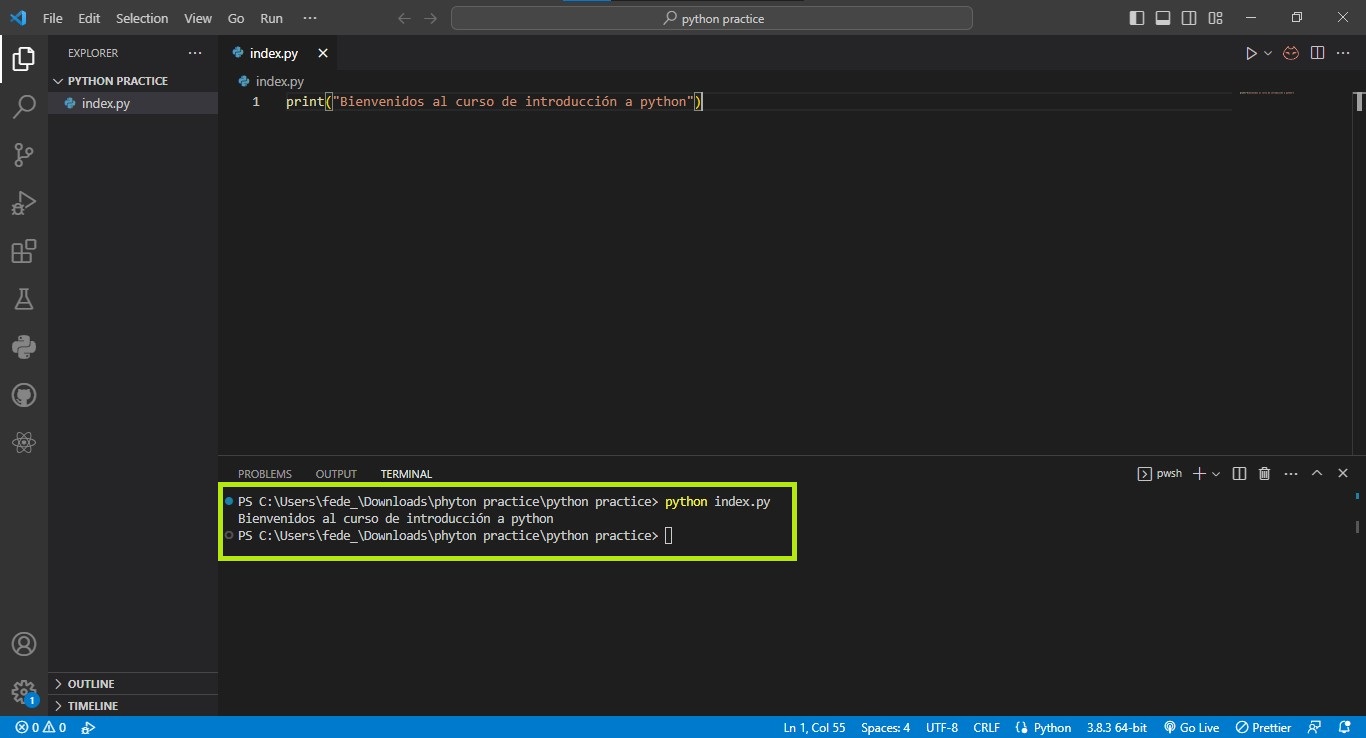 File Edit Selection View Go Run ··· python practice
EXPLORER ···
PYTHON PRACTICE
index.py
index.py
index.py
1 print("Bienvenidos al curso de introducción a python")
PROBLEMS OUTPUT TERMINAL pwsh
PS C:\Users\fede_\Downloads\phyton practice\python practice> python index.py
Bienvenidos al curso de introducción a python
PS C:\Users\fede_\Downloads\phyton practice\python practice>
OUTLINE
TIMELINE
1
0 0 Ln 1, Col 55 Spaces: 4 UTF-8 CRLF Python 3.8.3 64-bit Go Live Prettier